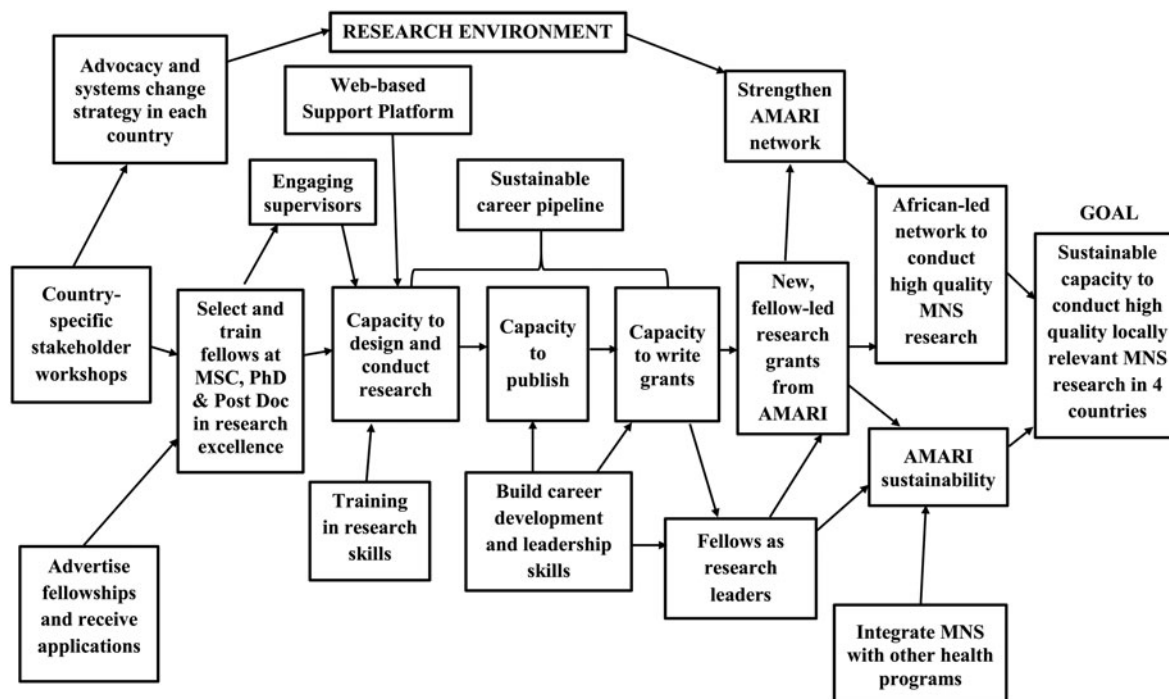 RESEARCH ENVIRONMENT
Advocacy and
systems change
strategy in each
country
Web-based
Support Platform
Strengthen
AMARI
network
Engaging
supervisors
Sustainable
career pipeline
African-led
network to
conduct
high quality
MNS
research
GOAL
Sustainable
capacity to
conduct high
quality locally
relevant MNS
research in 4
countries
Country-
specific
stakeholder
workshops
Select and
train
fellows at
MSC, PhD
& Post Doc
in research
excellence
Capacity to
design and
conduct
research
Capacity
to
publish
Capacity
to write
grants
New,
fellow-led
research
grants
from
AMARI
AMARI
sustainability
Training
in research
skills
Build career
development
and leadership
skills
Fellows as
research
leaders
Advertise
fellowships
and receive
applications
Integrate MNS
with other health
programs